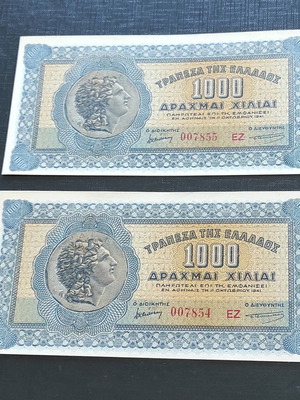 ΤΡΑΠΕΖΑ ΤΗΣ ΕΛΛΑΔΟΣ
1000
ΔΡΑΧΜΑΙ ΧΙΛΙΑΙ
ΠΛΗΡΩΤΕΑΙ ΕΠΙ ΤΗ ΕΜΦΑΝΙΣΕΙ
ΕΝ ΑΘΗΝΑΙΣ ΤΗ 1 ΟΚΤΩΒΡΙΟΥ 1941
Ο ΔΙΟΙΚΗΤΗΣ Ο ΔΙΕΥΘΥΝΤΗΣ
007855 ΕΖ
ΤΡΑΠΕΖΑ ΤΗΣ ΕΛΛΑΔΟΣ
1000
ΔΡΑΧΜΑΙ ΧΙΛΙΑΙ
ΠΛΗΡΩΤΕΑΙ ΕΠΙ ΤΗ ΕΜΦΑΝΙΣΕΙ
ΕΝ ΑΘΗΝΑΙΣ ΤΗ 1 ΟΚΤΩΒΡΙΟΥ 1941
Ο ΔΙΟΙΚΗΤΗΣ Ο ΔΙΕΥΘΥΝΤΗΣ
007854 ΕΖ